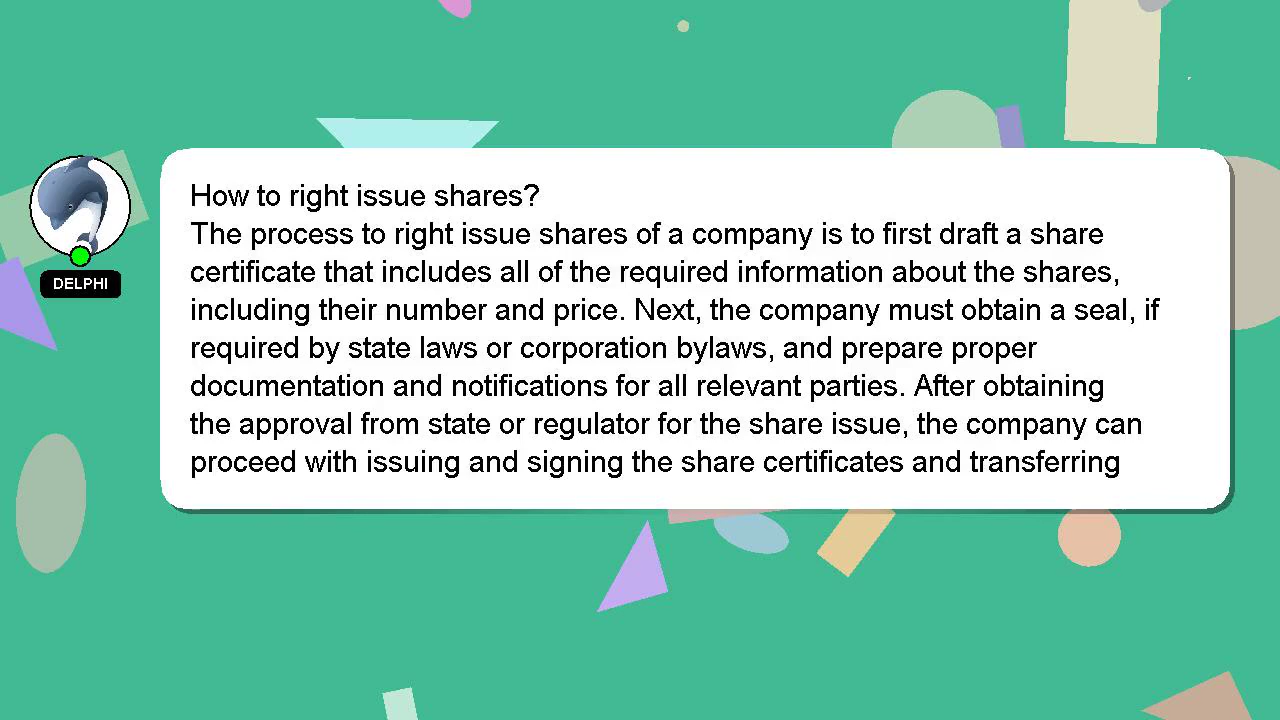 How to right issue shares?
The process to right issue shares of a company is to first draft a share
certificate that includes all of the required information about the shares,
including their number and price. Next, the company must obtain a seal, if
required by state laws or corporation bylaws, and prepare proper
DELPHI
documentation and notifications for all relevant parties. After obtaining
the approval from state or regulator for the share issue, the company can
proceed with issuing and signing the share certificates and transferring